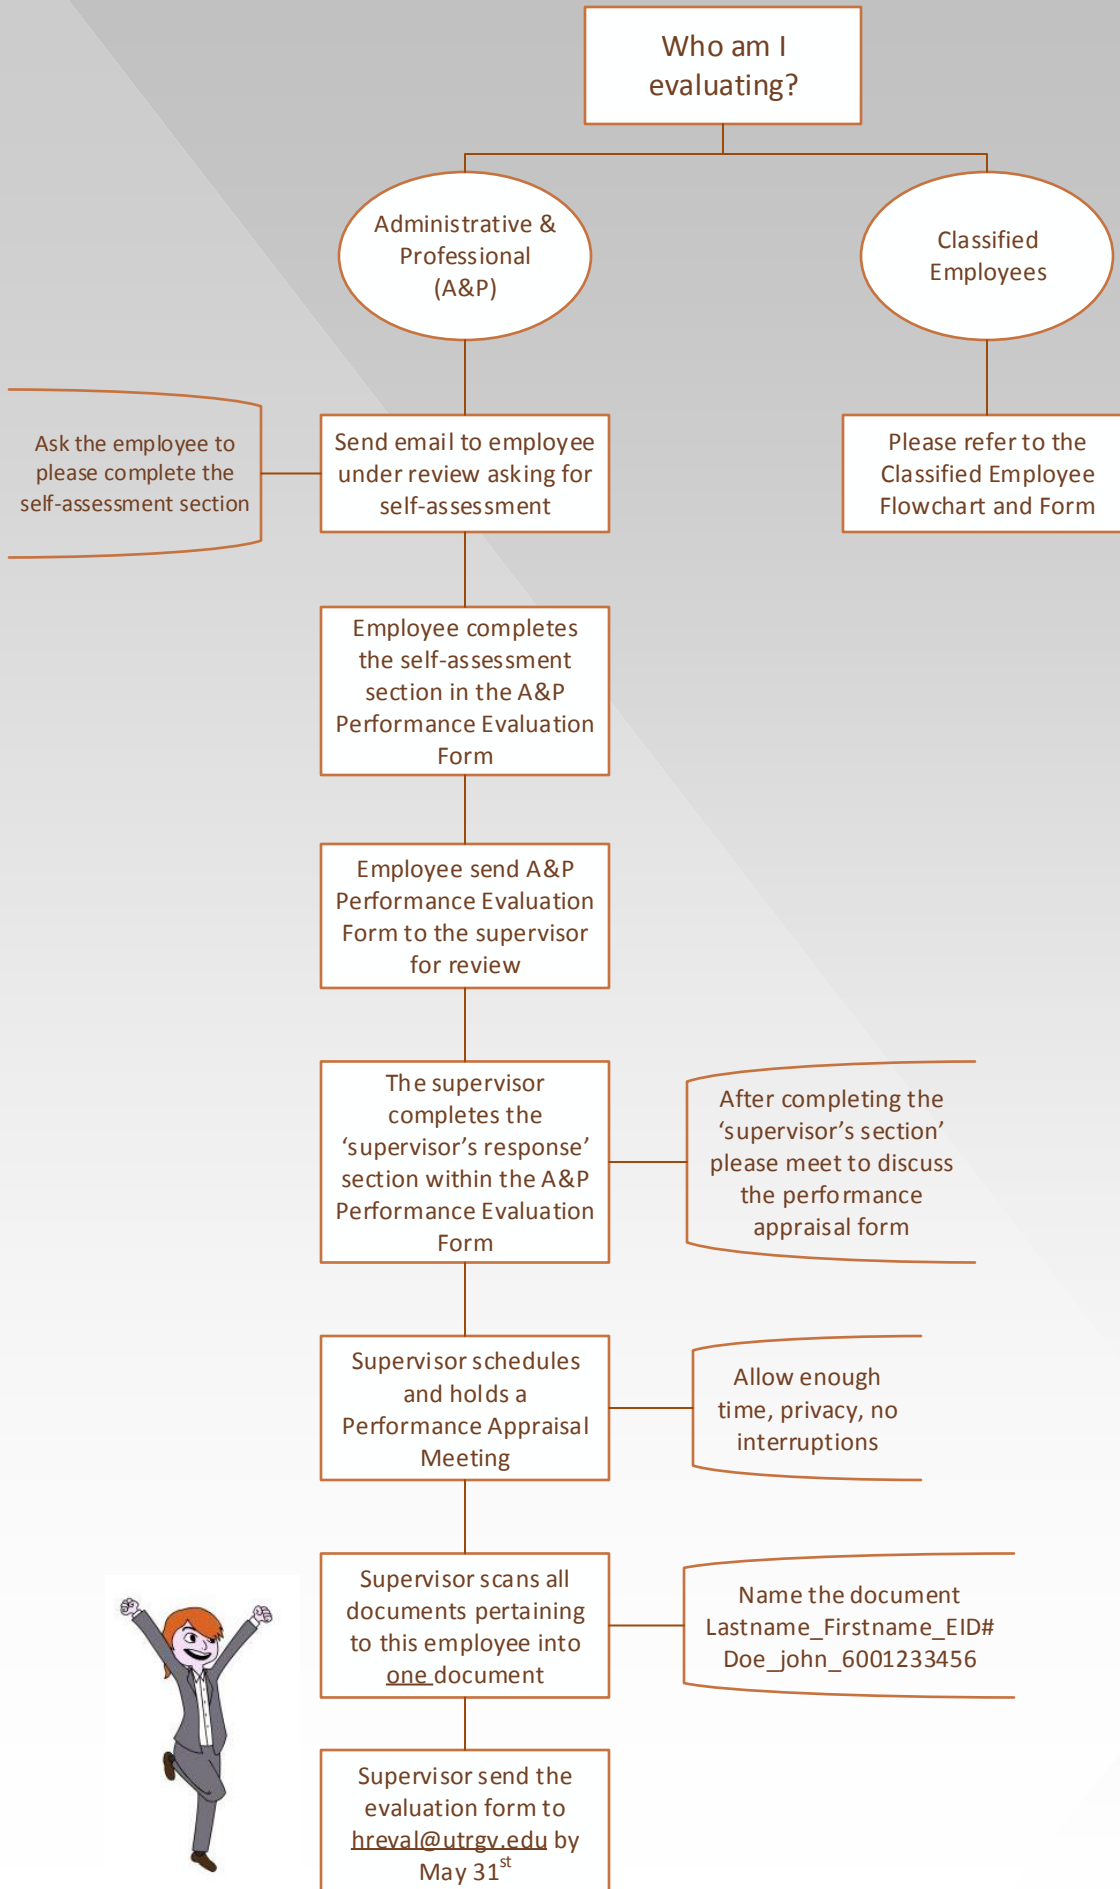 Who am I
evaluating?
Administrative &
Professional
(A&P)
Classified
Employees
Ask the employee to
please complete the
self-assessment section
Send email to employee
under review asking for
self-assessment
Please refer to the
Classified Employee
Flowchart and Form
Employee completes
the self-assessment
section in the A&P
Performance Evaluation
Form
Employee send A&P
Performance Evaluation
Form to the supervisor
for review
The supervisor
completes the
‘supervisor’s response’
section within the A&P
Performance Evaluation
Form
After completing the
‘supervisor’s section’
please meet to discuss
the performance
appraisal form
Supervisor schedules
and holds a
Performance Appraisal
Meeting
Allow enough
time, privacy, no
interruptions
Supervisor scans all
documents pertaining
to this employee into
one document
Name the document
Lastname_Firstname_EID#
Doe_john_6001233456
Supervisor send the
evaluation form to
hreval@utrgv.edu by
May 31st